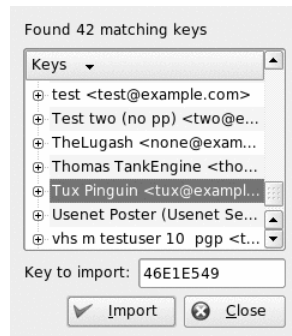 Found 42 matching keys
Keys
test <test@example.com>
Test two (no pp) <two@e...
TheLugash <none@exam...
Thomas TankEngine <tho...
Tux Pinguin <tux@exampl...
Usenet Poster (Usenet Se...
vhs m testuser 10 pgp <t...
Key to import: 46E1E549
Import Close